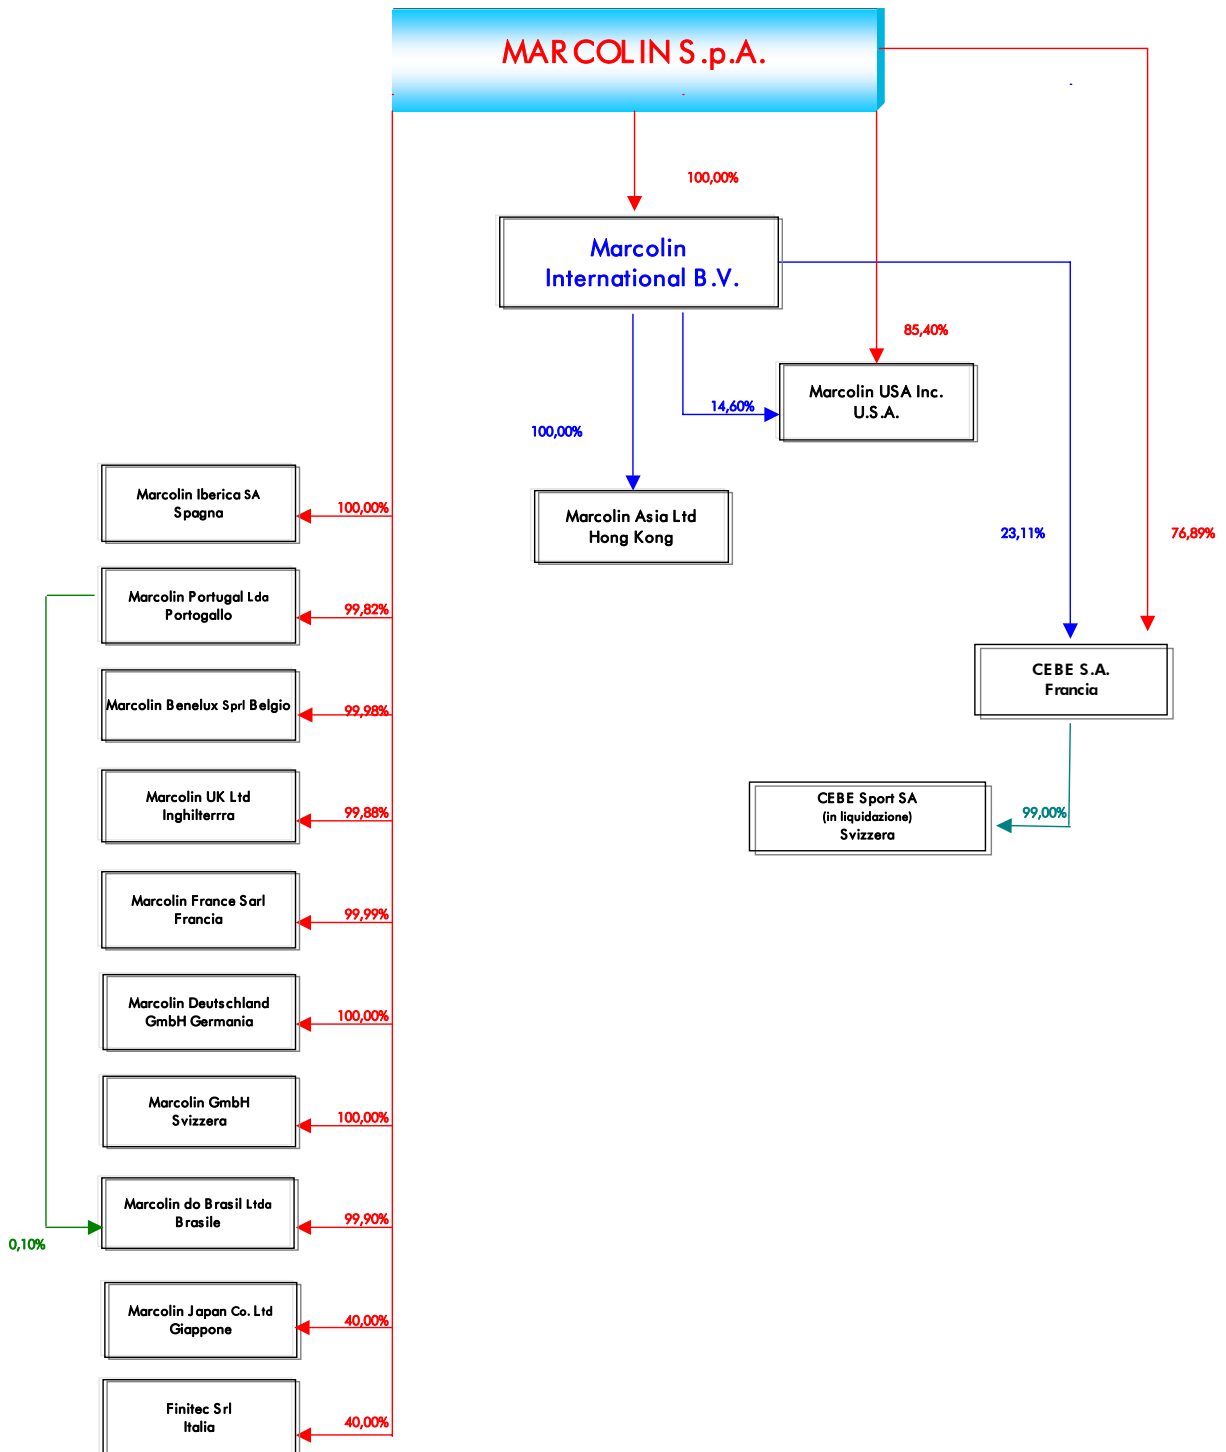 MARCOLIN S.p.A.
100,00%
Marcolin
International B.V.
85,40%
Marcolin USA Inc.
U.S.A.
14,60%
100,00%
Marcolin Iberica SA
Spagna
100,00%
Marcolin Asia Ltd
Hong Kong
23,11%
76,89%
Marcolin Portugal Lda
Portogallo
99,82%
CEBE S.A.
Francia
Marcolin Benelux Sprl Belgio
99,98%
Marcolin UK Ltd
Inghilterrra
99,88%
CEBE Sport SA
(in liquidazione)
Svizzera
99,00%
Marcolin France Sarl
Francia
99,99%
Marcolin Deutschland
GmbH Germania
100,00%
Marcolin GmbH
Svizzera
100,00%
Marcolin do Brasil Ltda
Brasile
99,90%
0,10%
Marcolin Japan Co. Ltd
Giappone
40,00%
Finitec Srl
Italia
40,00%